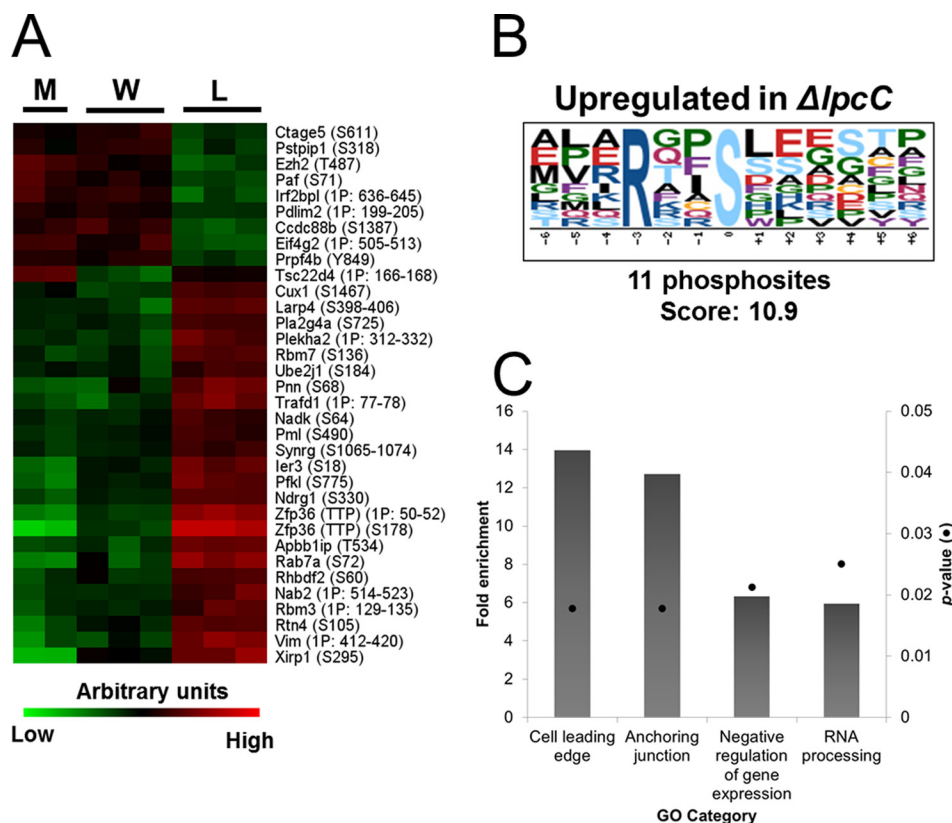 A
M W L
Ctage5 (S611)
Pstpip1 (S318)
Ezh2 (T487)
Paf (S71)
Irf2bpl (1P: 636-645)
Pdlim2 (1P: 199-205)
Ccdc88b (S1387)
Eif4g2 (1P: 505-513)
Prpf4b (Y849)
Tsc22d4 (1P: 166-168)
Cux1 (S1467)
Larp4 (S398-406)
Pla2g4a (S725)
Plekha2 (1P: 312-332)
Rbm7 (S136)
Ube2j1 (S184)
Pnn (S68)
Trafd1 (1P: 77-78)
Nadk (S64)
Pml (S490)
Synrg (S1065-1074)
Ier3 (S18)
Pfkl (S775)
Ndrg1 (S330)
Zfp36 (TTP) (1P: 50-52)
Zfp36 (TTP) (S178)
Apbb1ip (T534)
Rab7a (S72)
Rhbdf2 (S60)
Nab2 (1P: 514-523)
Rbm3 (1P: 129-135)
Rtn4 (S105)
Vim (1P: 412-420)
Xirp1 (S295)
Arbitrary units
Low High
B
Upregulated in ΔlpcC
A L A R G P S L E E S T P
-6 -5 -4 -3 -2 -1 0 +1 +2 +3 +4 +5 +6
11 phosphosites
Score: 10.9
C
Fold enrichment
16
14
12
10
8
6
4
2
0
0.05
0.04
0.03
0.02
0.01
0
p-value (●)
Cell leading edge
Anchoring junction
Negative regulation of gene expression
RNA processing
GO Category